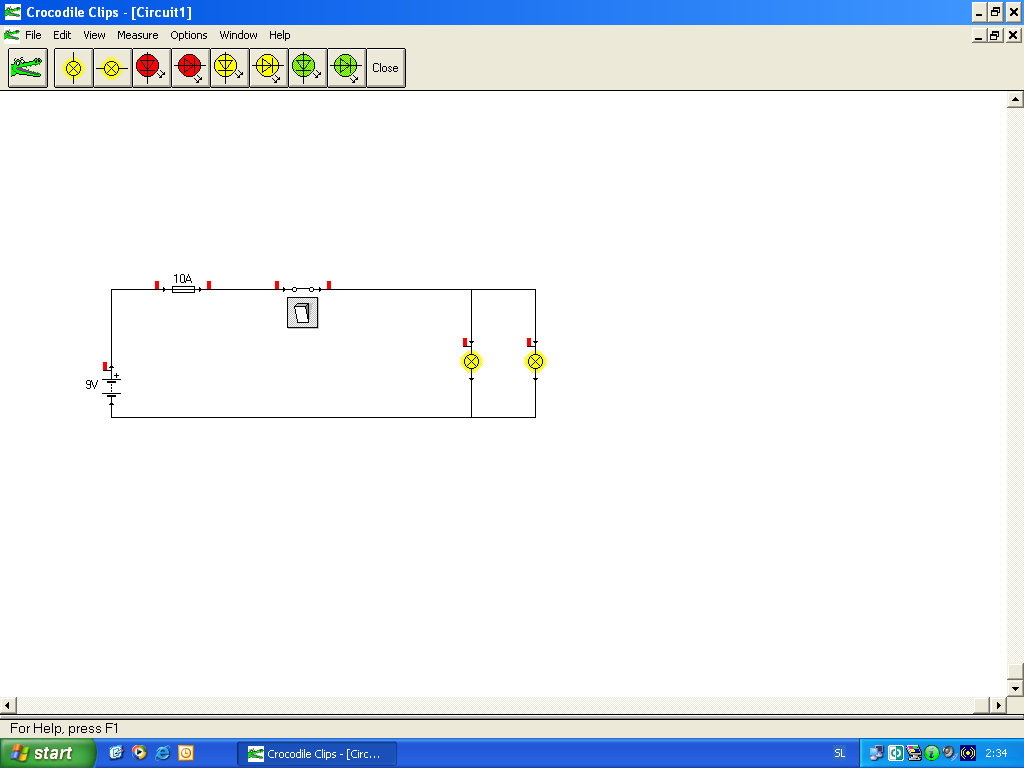 Crocodile Clips - [Circuit1]
File Edit View Measure Options Window Help
Close
10A
9V
For Help, press F1
start
Crocodile Clips - [Circ...
SL
2:34